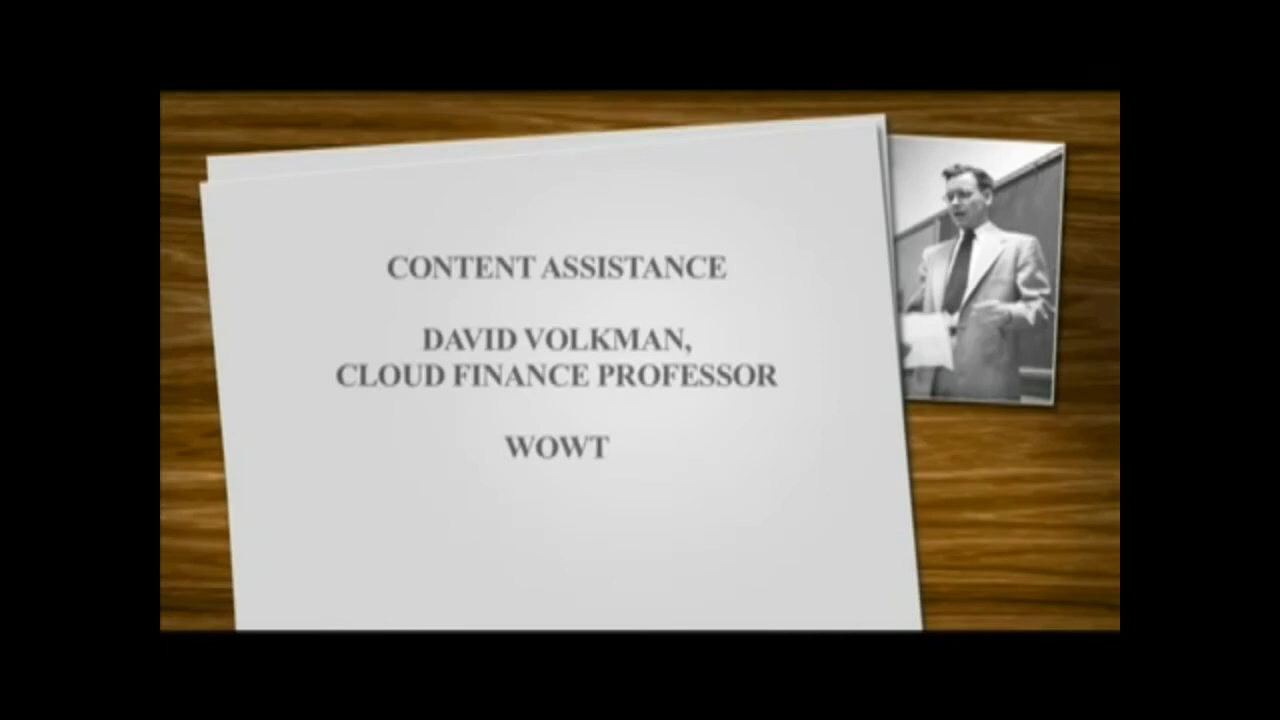 CONTENT ASSISTANCE
DAVID VOLKMAN,
CLOUD FINANCE PROFESSOR
WOWT